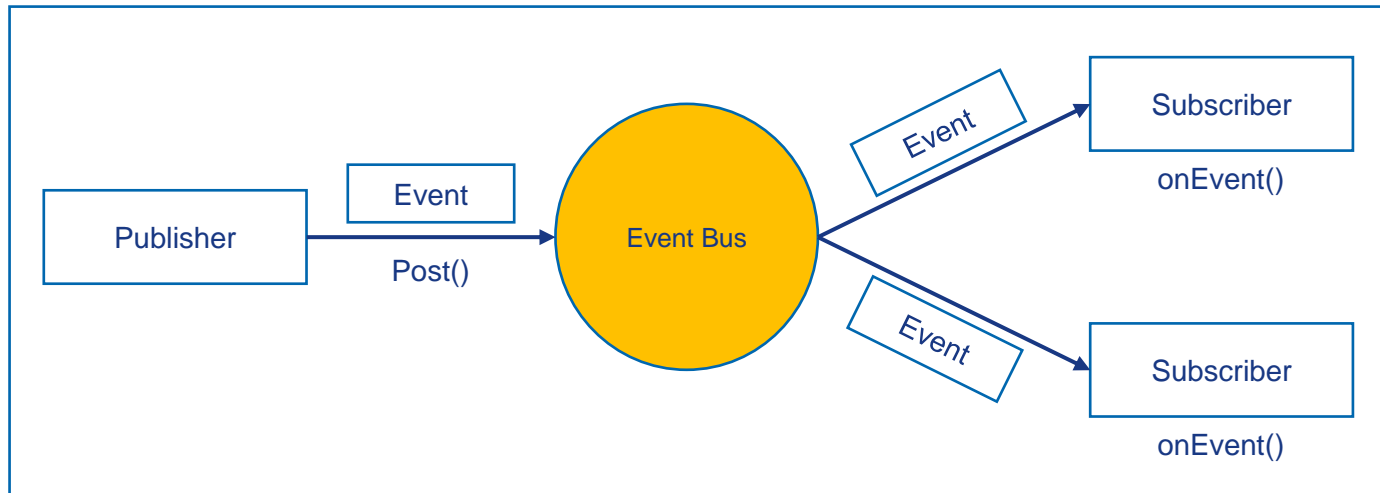 Publisher
Event
Post()
Event Bus
Event
Subscriber
onEvent()
Event
Subscriber
onEvent()